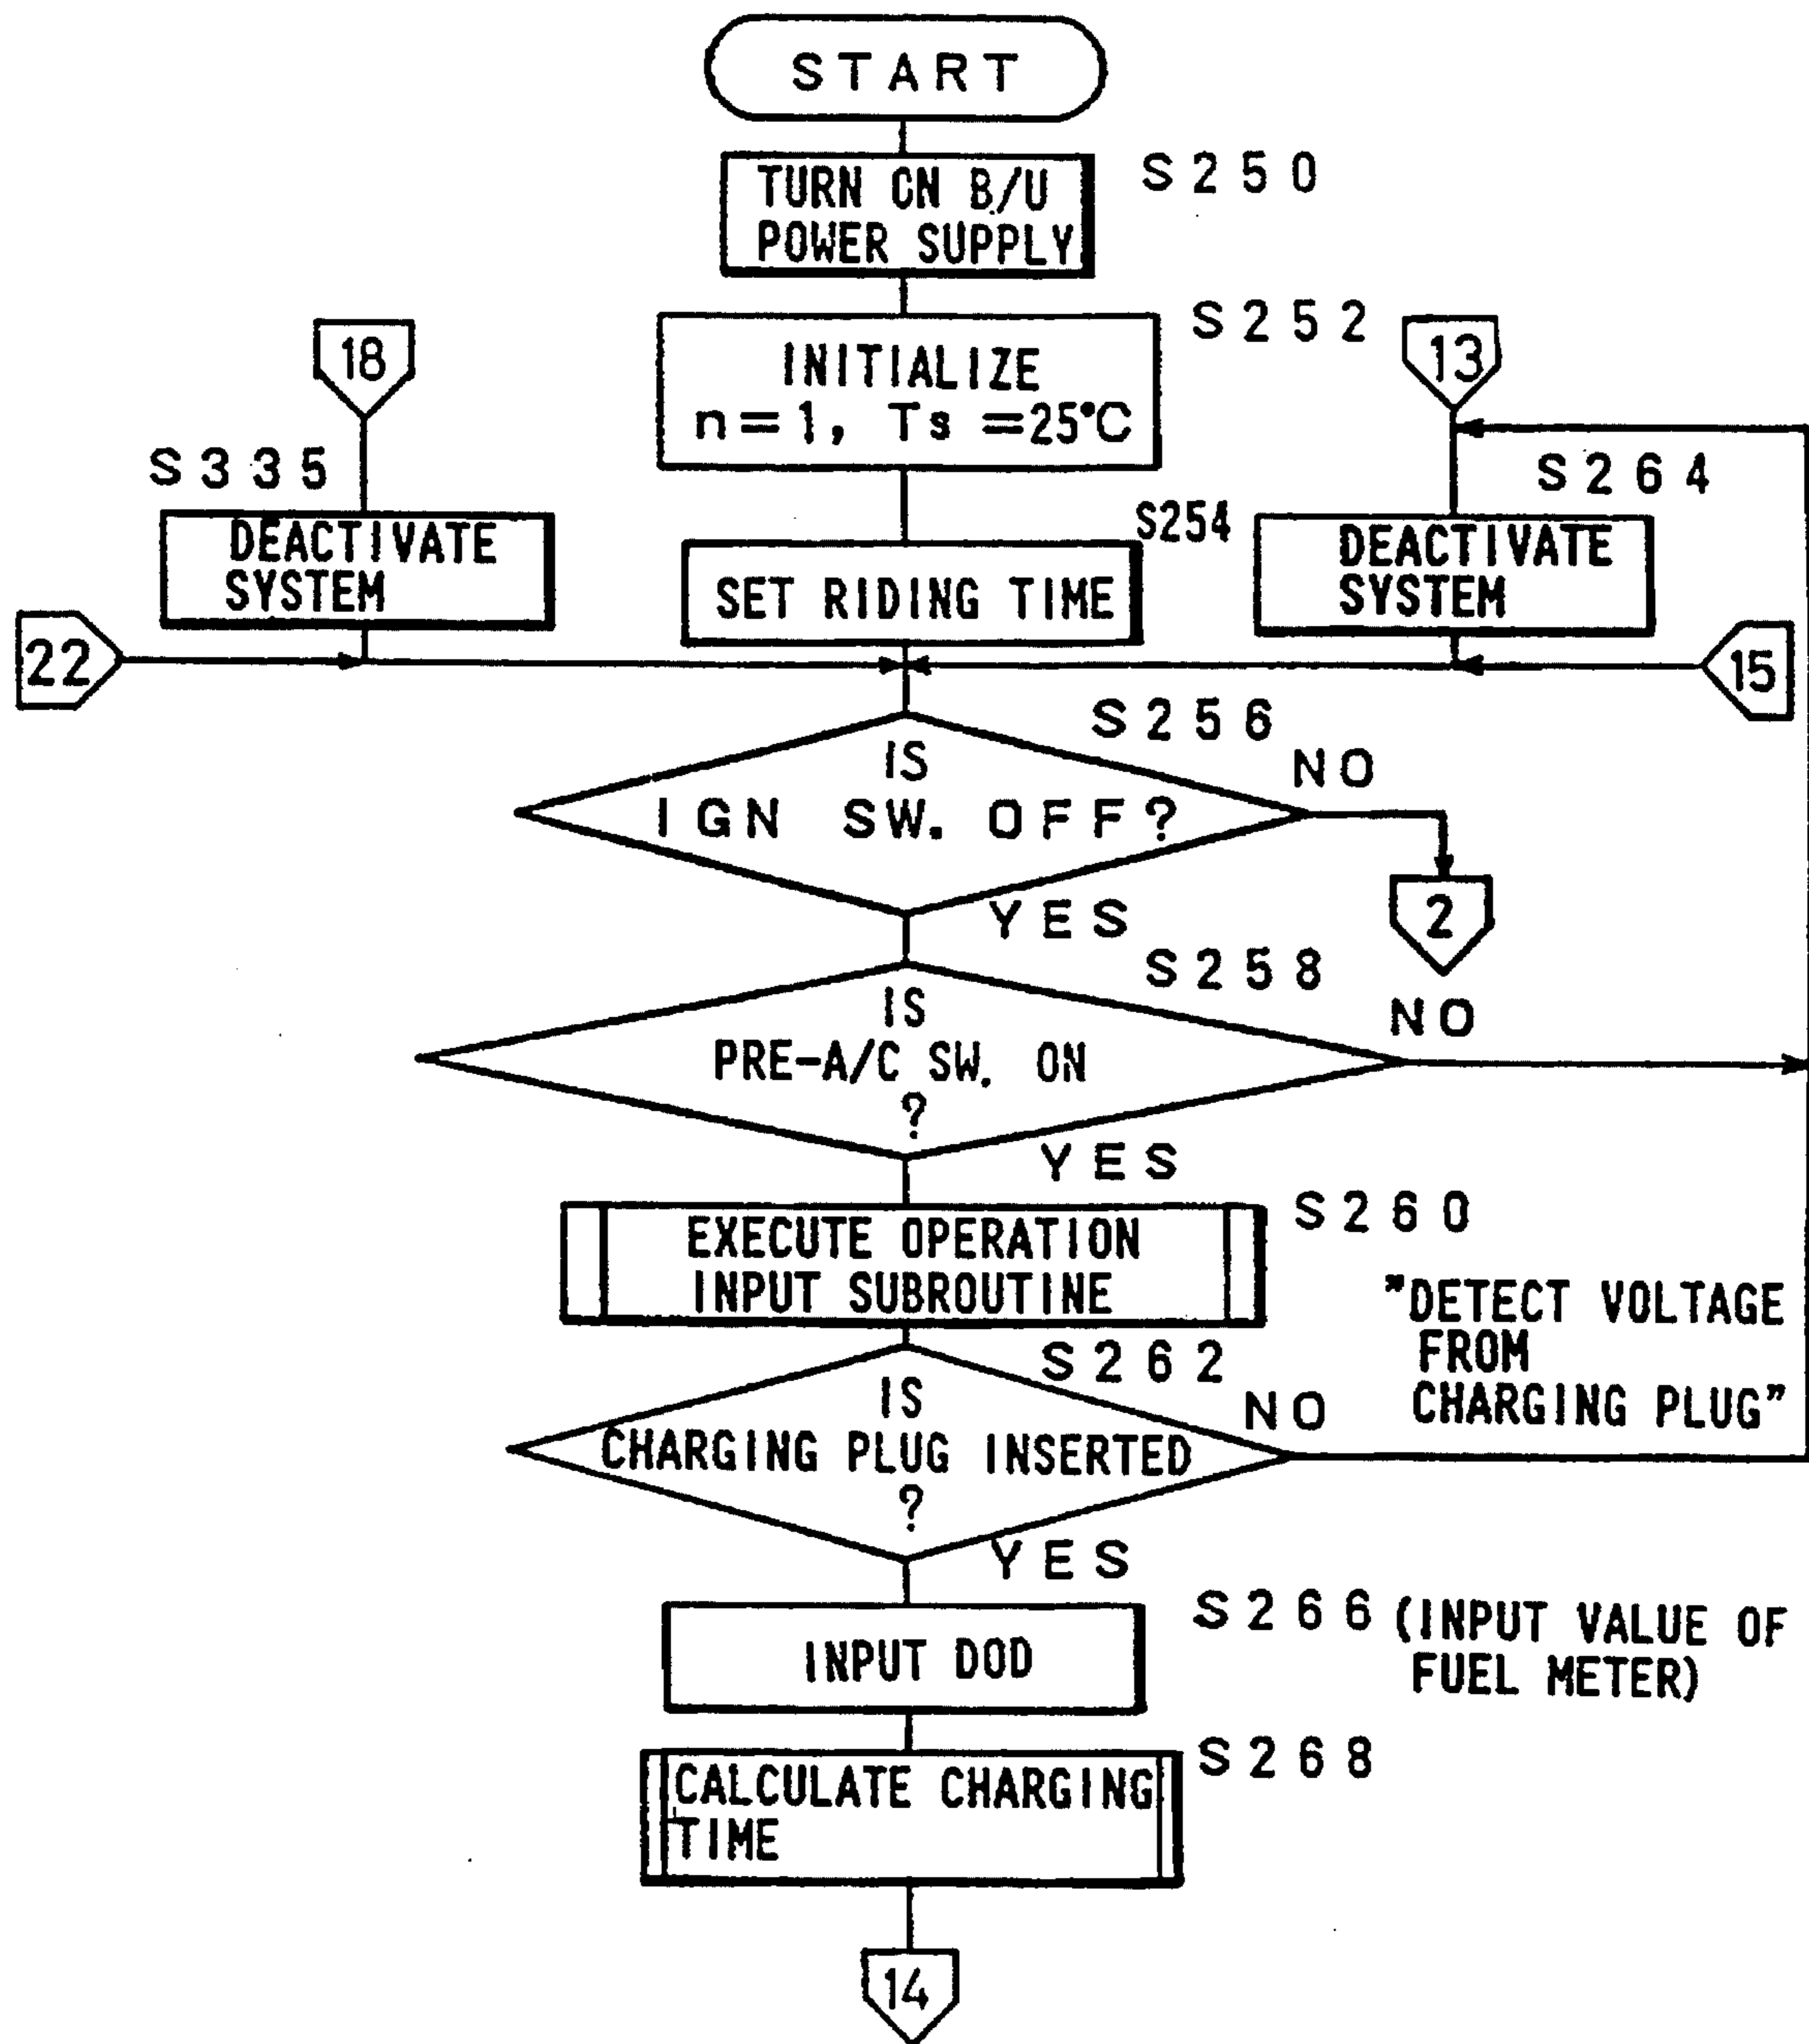 START
S250
TURN ON B/U
POWER SUPPLY
S252
INITIALIZE
n=1, Ts =25°C
18
13
S335
S264
DEACTIVATE
SYSTEM
S254
SET RIDING TIME
DEACTIVATE
SYSTEM
22
15
S256
IS
IGN SW. OFF?
NO
2
YES
S258
IS
PRE-A/C SW. ON
?
NO
YES
S260
EXECUTE OPERATION
INPUT SUBROUTINE
"DETECT VOLTAGE
FROM
CHARGING PLUG"
S262
IS
CHARGING PLUG INSERTED
?
NO
YES
S266 (INPUT VALUE OF
FUEL METER)
INPUT DOD
S268
CALCULATE CHARGING
TIME
14